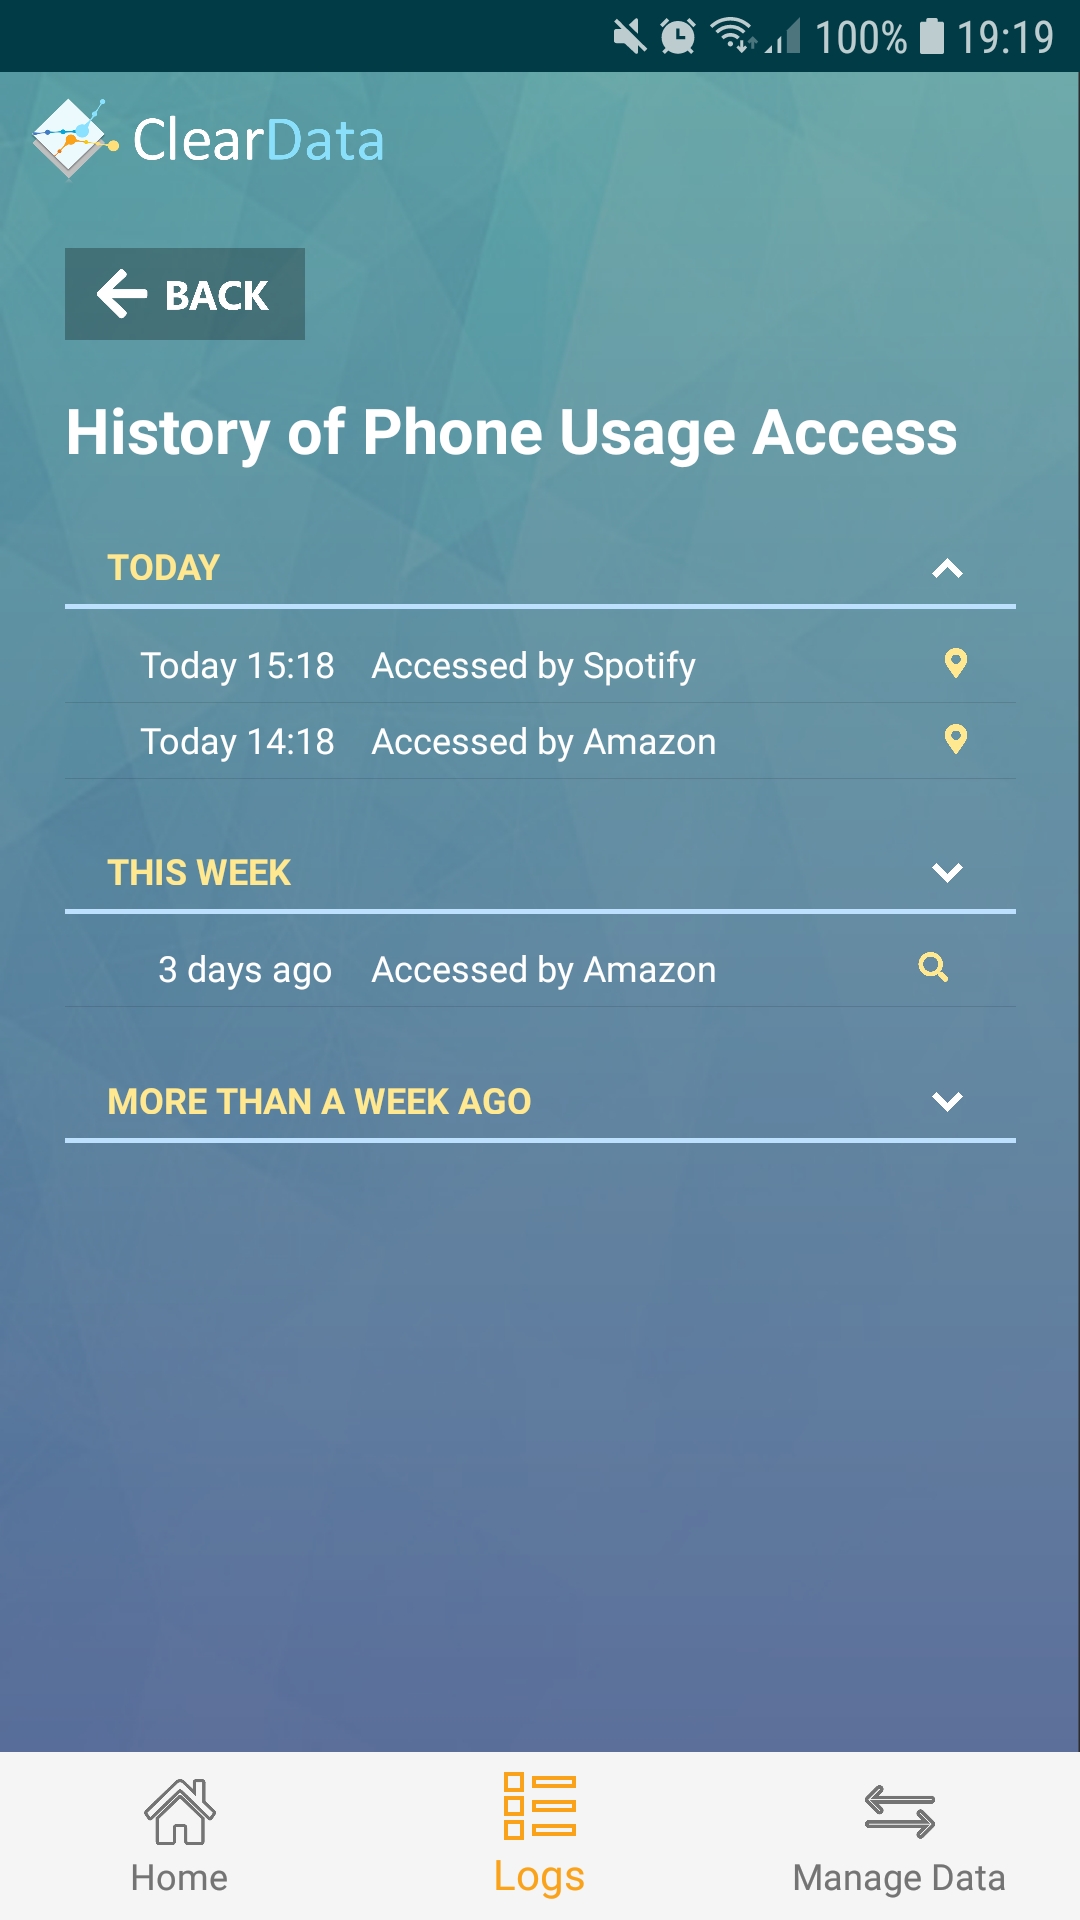 100% 19:19
ClearData
BACK
History of Phone Usage Access
TODAY
Today 15:18 Accessed by Spotify
Today 14:18 Accessed by Amazon
THIS WEEK
3 days ago Accessed by Amazon
MORE THAN A WEEK AGO
Home Logs Manage Data